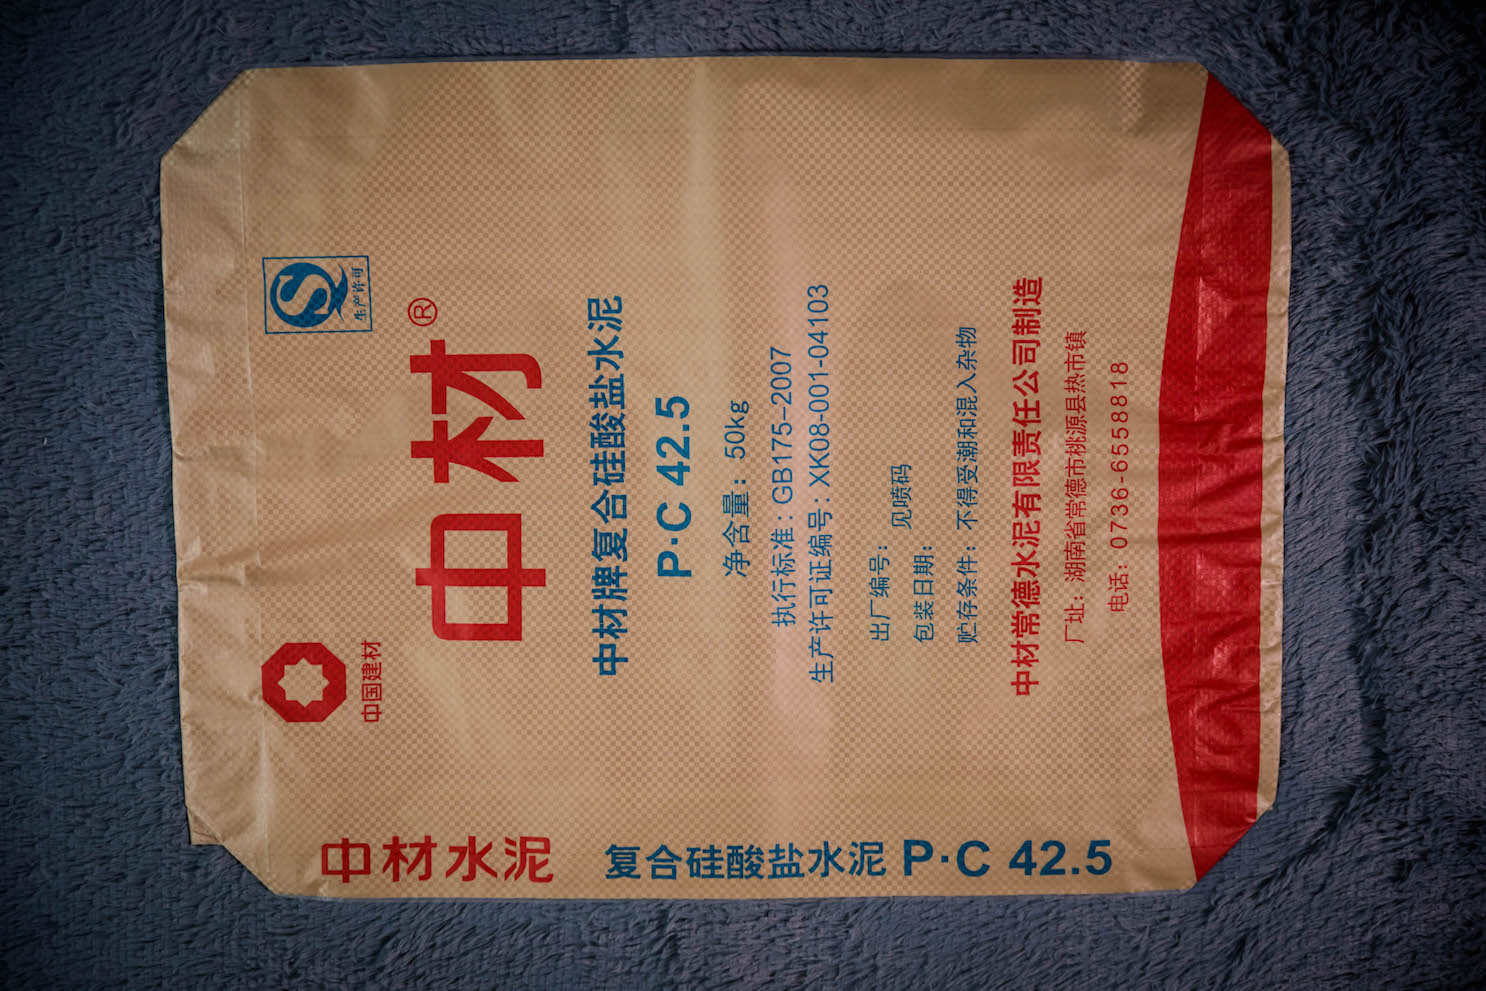 中国建材
生产许可
中材®
中材牌复合硅酸盐水泥
P·C 42.5
净含量：50kg
执行标准：GB175-2007
生产许可证编号：XK08-001-04103
出厂编号：
见喷码
包装日期：
贮存条件：不得受潮和混入杂物
中材常德水泥有限责任公司制造
厂址：湖南省常德市桃源县热市镇
电话：0736-6558818
中材水泥 复合硅酸盐水泥 P·C 42.5